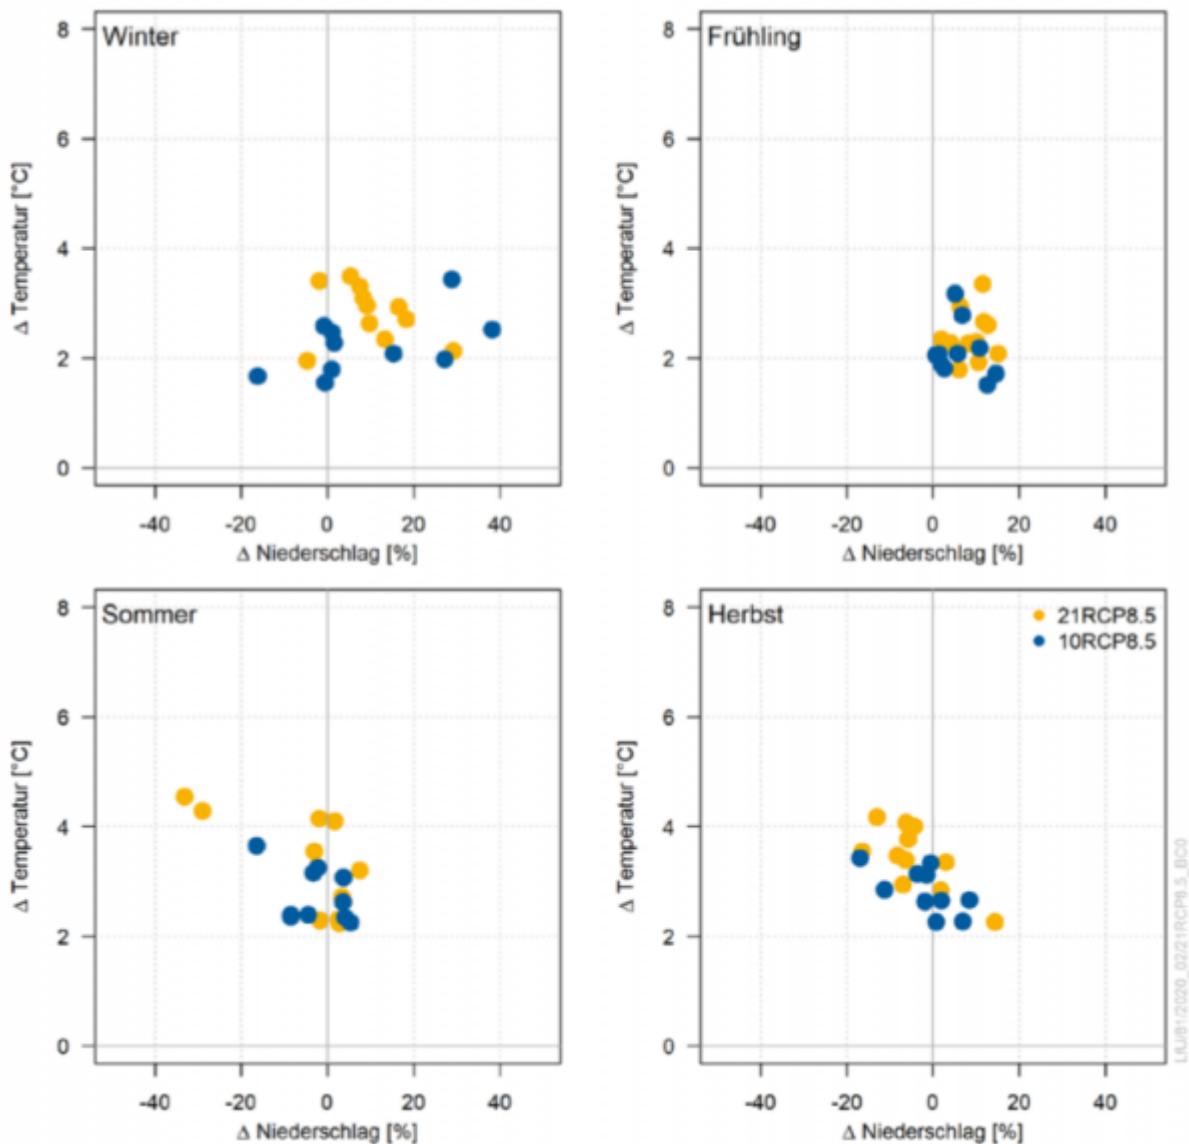 Winter
8
6
4
2
0
Δ Temperatur [°C]
-40 -20 0 20 40
Δ Niederschlag [%]
Frühling
8
6
4
2
0
Δ Temperatur [°C]
-40 -20 0 20 40
Δ Niederschlag [%]
Sommer
8
6
4
2
0
Δ Temperatur [°C]
-40 -20 0 20 40
Δ Niederschlag [%]
Herbst
21RCP8.5
10RCP8.5
8
6
4
2
0
Δ Temperatur [°C]
-40 -20 0 20 40
Δ Niederschlag [%]